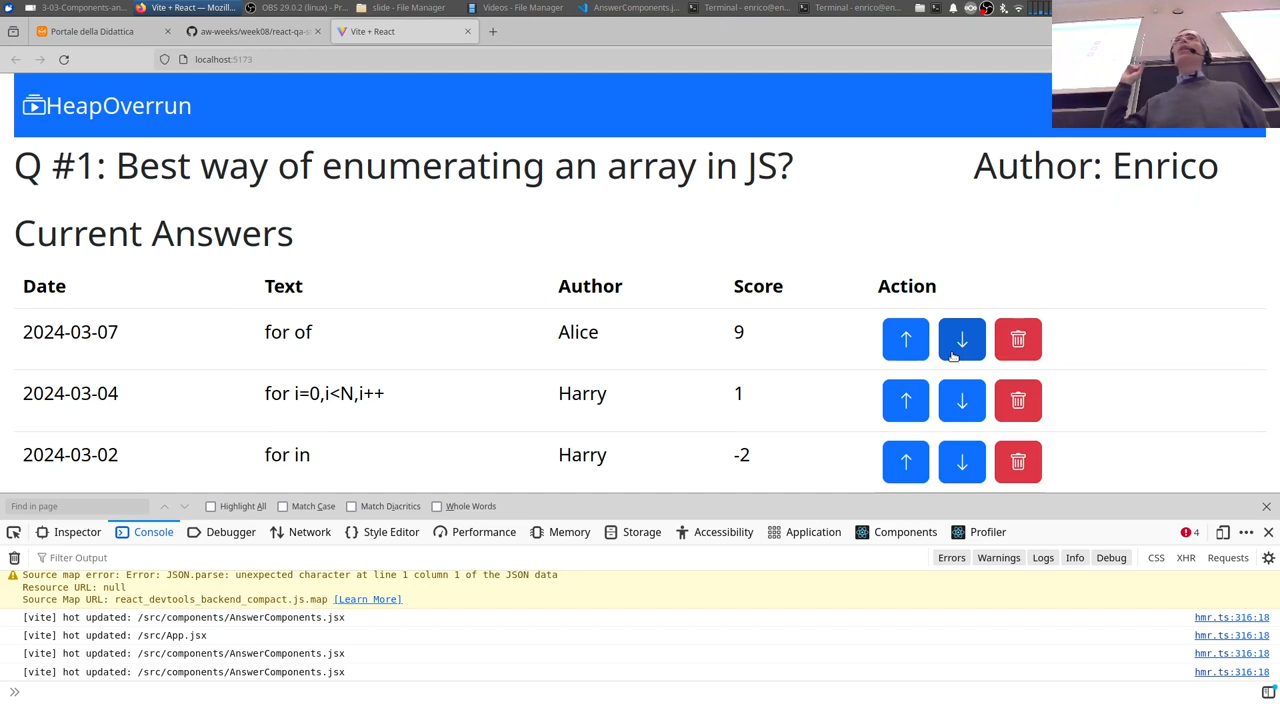 3-03-Components-an...
Vite + React — Mozill...
OBS 29.0.2 (linux) - Pr...
slide - File Manager
Videos - File Manager
AnswerComponents.j...
Terminal - enrico@en...
Terminal - enrico@en...
Portale della Didattica
aw-weeks/week08/react-qa-s
Vite + React
localhost:5173
HeapOverrun
Q #1: Best way of enumerating an array in JS?
Author: Enrico
Current Answers
Date Text Author Score Action
2024-03-07 for of Alice 9
2024-03-04 for i=0,i<N,i++ Harry 1
2024-03-02 for in Harry -2
Find in page Highlight All Match Case Match Diacritics Whole Words
Inspector Console Debugger Network Style Editor Performance Memory Storage Accessibility Application Components Profiler 4
Filter Output Errors Warnings Logs Info Debug CSS XHR Requests
Source map error: Error: JSON.parse: unexpected character at line 1 column 1 of the JSON data
Resource URL: null
Source Map URL: react_devtools_backend_compact.js.map [Learn More]
[vite] hot updated: /src/components/AnswerComponents.jsx hmr.ts:316:18
[vite] hot updated: /src/App.jsx hmr.ts:316:18
[vite] hot updated: /src/components/AnswerComponents.jsx hmr.ts:316:18
[vite] hot updated: /src/components/AnswerComponents.jsx hmr.ts:316:18